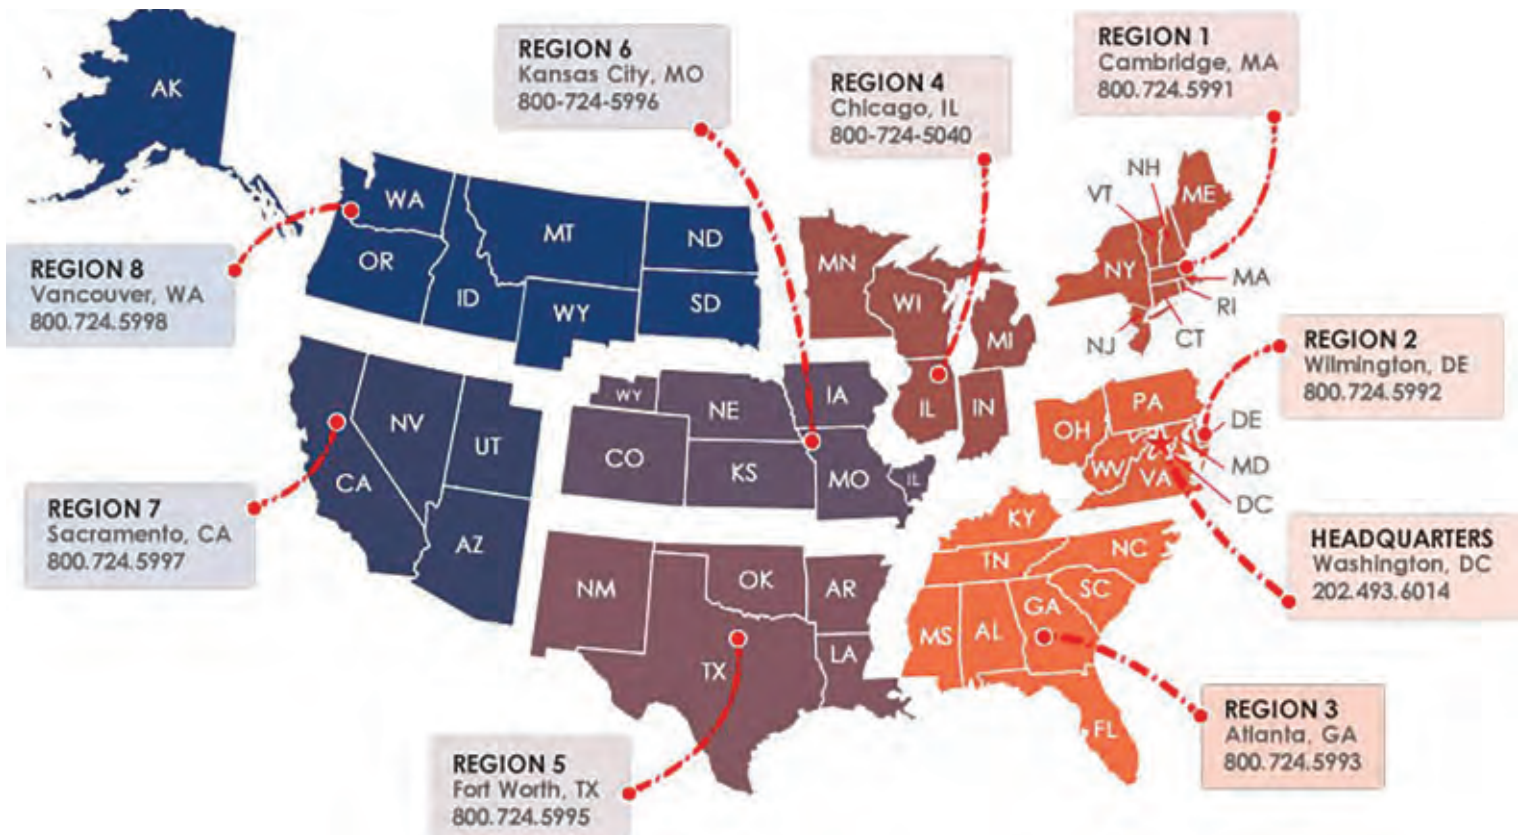 REGION 6
Kansas City, MO
800-724-5996
REGION 4
Chicago, IL
800-724-5040
REGION 1
Cambridge, MA
800.724.5991
AK
NH
VT
ME
WA
MT
ND
OR
ID
WY
SD
MN
WI
MI
NY
MA
RI
CT
NJ
REGION 8
Vancouver, WA
800.724.5998
REGION 2
Wilmington, DE
800.724.5992
NV
UT
CA
AZ
WY
NE
IA
CO
KS
MO
IL
IL
IN
PA
OH
WV
VA
DE
MD
DC
REGION 7
Sacramento, CA
800.724.5997
HEADQUARTERS
Washington, DC
202.493.6014
NM
OK
AR
TX
LA
KY
TN
NC
SC
MS
AL
GA
FL
REGION 3
Atlanta, GA
800.724.5993
REGION 5
Fort Worth, TX
800.724.5995